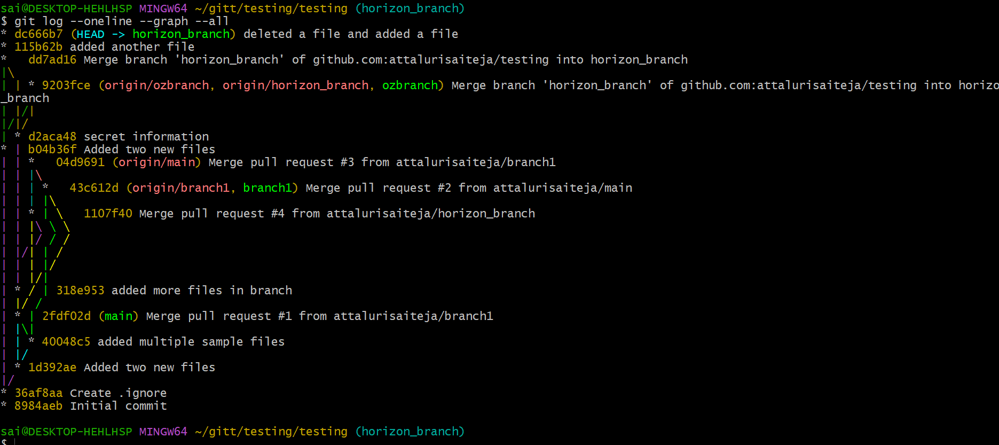 sai@DESKTOP-HEHLHSP MINGW64 ~/gitt/testing/testing (horizon_branch)
$ git log --oneline --graph --all
* dc666b7 (HEAD -> horizon_branch) deleted a file and added a file
* 115b62b added another file
*   dd7ad16 Merge branch 'horizon_branch' of github.com:attalurisaiteja/testing into horizon_branch
|\
| | * 9203fce (origin/ozbranch, origin/horizon_branch, ozbranch) Merge branch 'horizon_branch' of github.com:attalurisaiteja/testing into horizo
_branch
| |/|
|/|/
| * d2aca48 secret information
* | b04b36f Added two new files
| | *   04d9691 (origin/main) Merge pull request #3 from attalurisaiteja/branch1
| | |\
| | | *   43c612d (origin/branch1, branch1) Merge pull request #2 from attalurisaiteja/main
| | | |\
| | * | \   1107f40 Merge pull request #4 from attalurisaiteja/horizon_branch
| | |\ \ \
| | |/ / /
| |/| | /
| | | |/
| | |/|
| * / | 318e953 added more files in branch
| |/ /
| * | 2fdf02d (main) Merge pull request #1 from attalurisaiteja/branch1
| |\|
| | * 40048c5 added multiple sample files
| |/
| * 1d392ae Added two new files
|/
* 36af8aa Create .ignore
* 8984aeb Initial commit
sai@DESKTOP-HEHLHSP MINGW64 ~/gitt/testing/testing (horizon_branch)
$